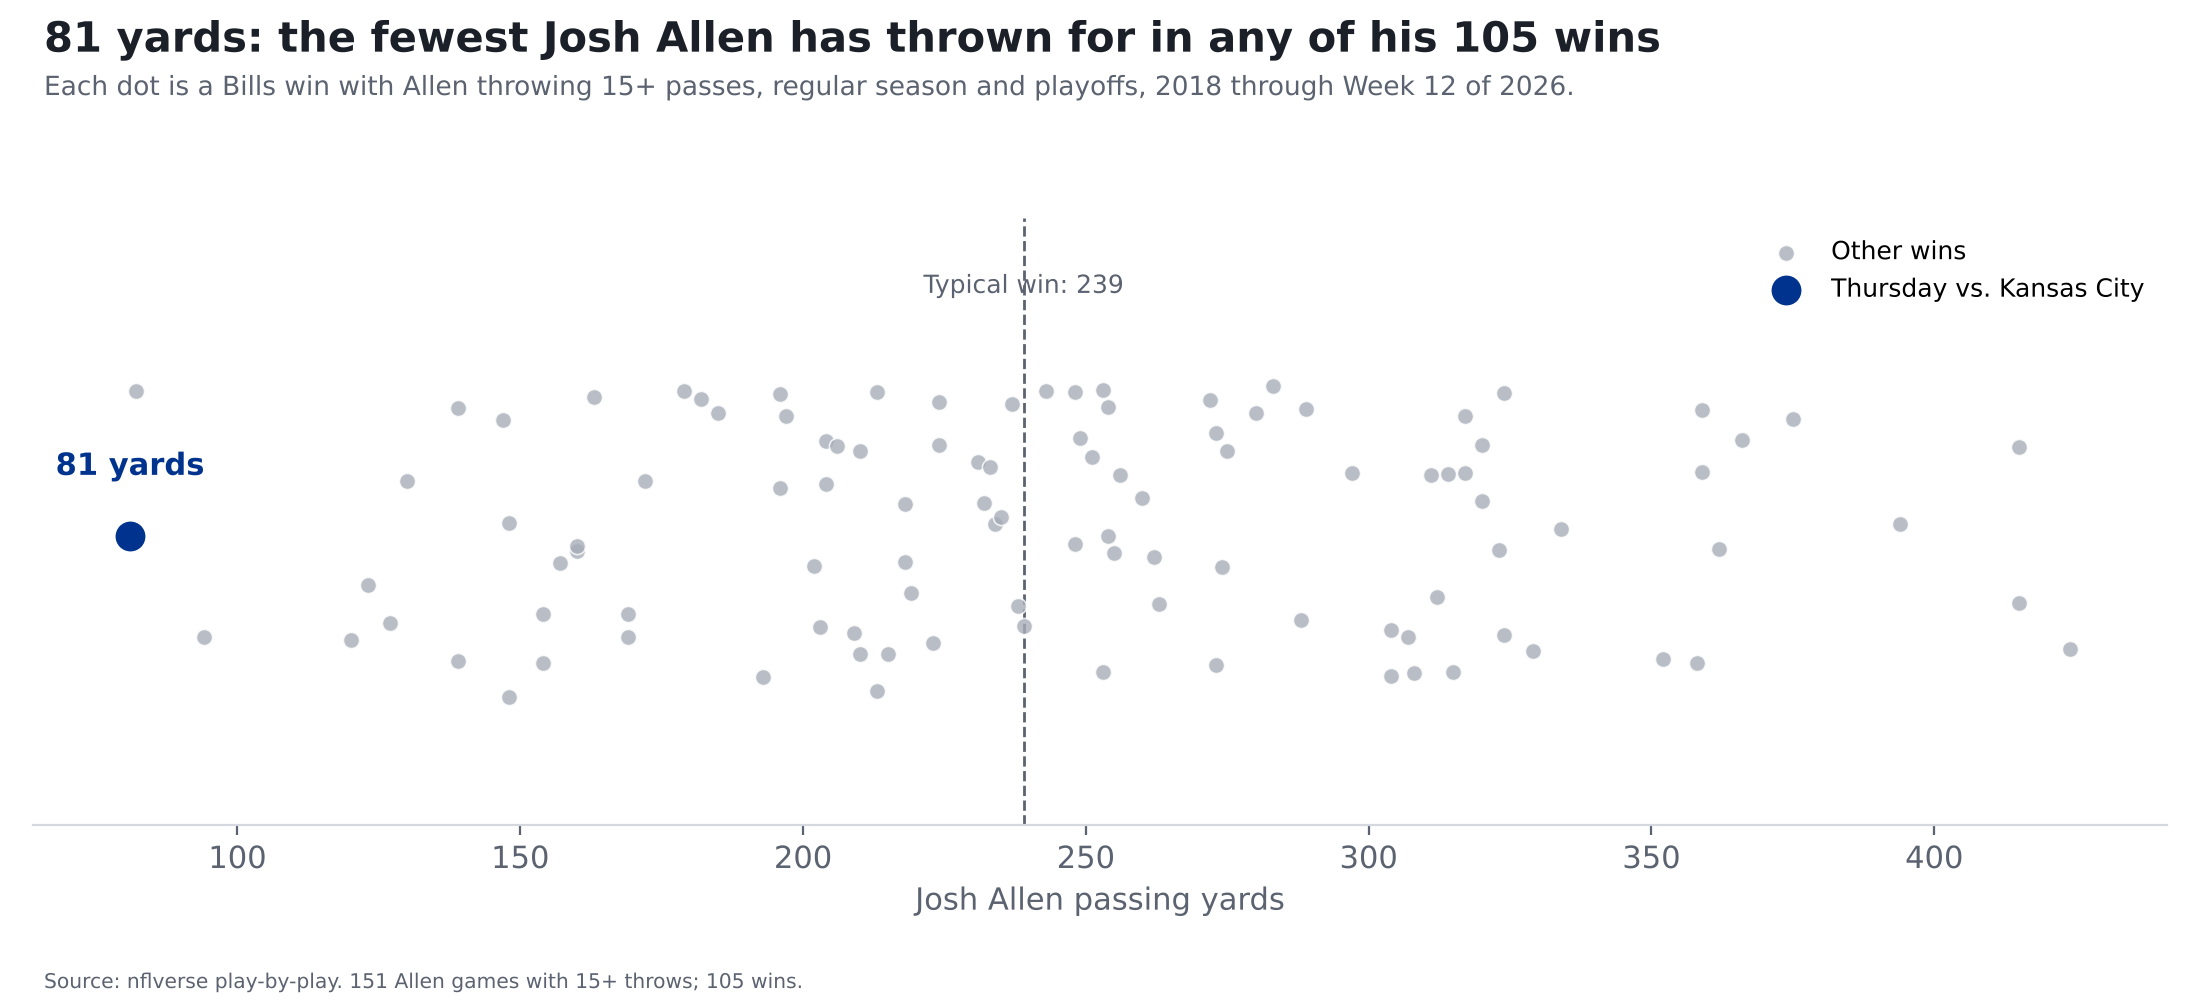 81 yards: the fewest Josh Allen has thrown for in any of his 105 wins
Each dot is a Bills win with Allen throwing 15+ passes, regular season and playoffs, 2018 through Week 12 of 2026.
Other wins
Typical win: 239
Thursday vs. Kansas City
81 yards
100 150 200 250 300 350 400
Josh Allen passing yards
Source: nflverse play-by-play. 151 Allen games with 15+ throws; 105 wins.